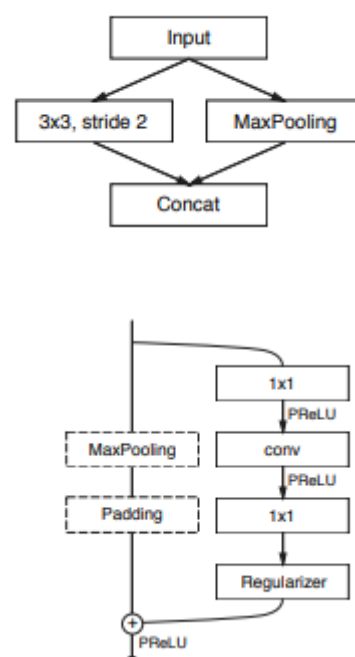 Input
3x3, stride 2
MaxPooling
Concat
1x1
PReLU
MaxPooling
conv
PReLU
Padding
1x1
Regularizer
+
PReLU